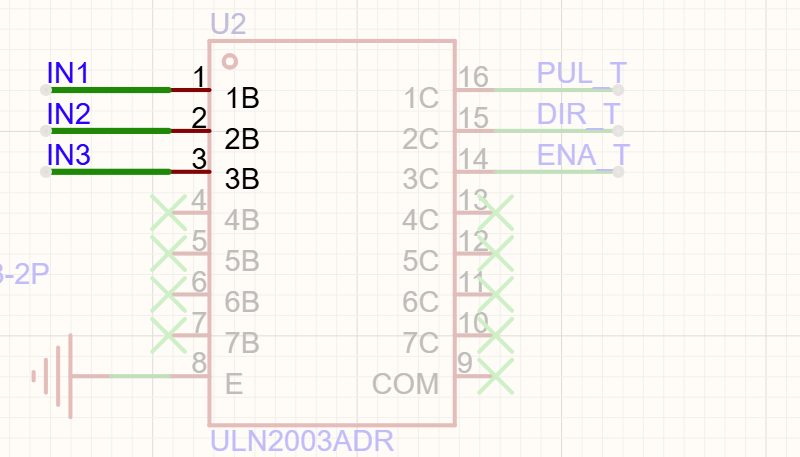 U2
IN1 1 1B 1C 16 PUL_T
IN2 2 2B 2C 15 DIR_T
IN3 3 3B 3C 14 ENA_T
4 4B 4C 13
5 5B 5C 12
B-2P 6 6B 6C 11
7 7B 7C 10
8 E COM 9
ULN2003ADR